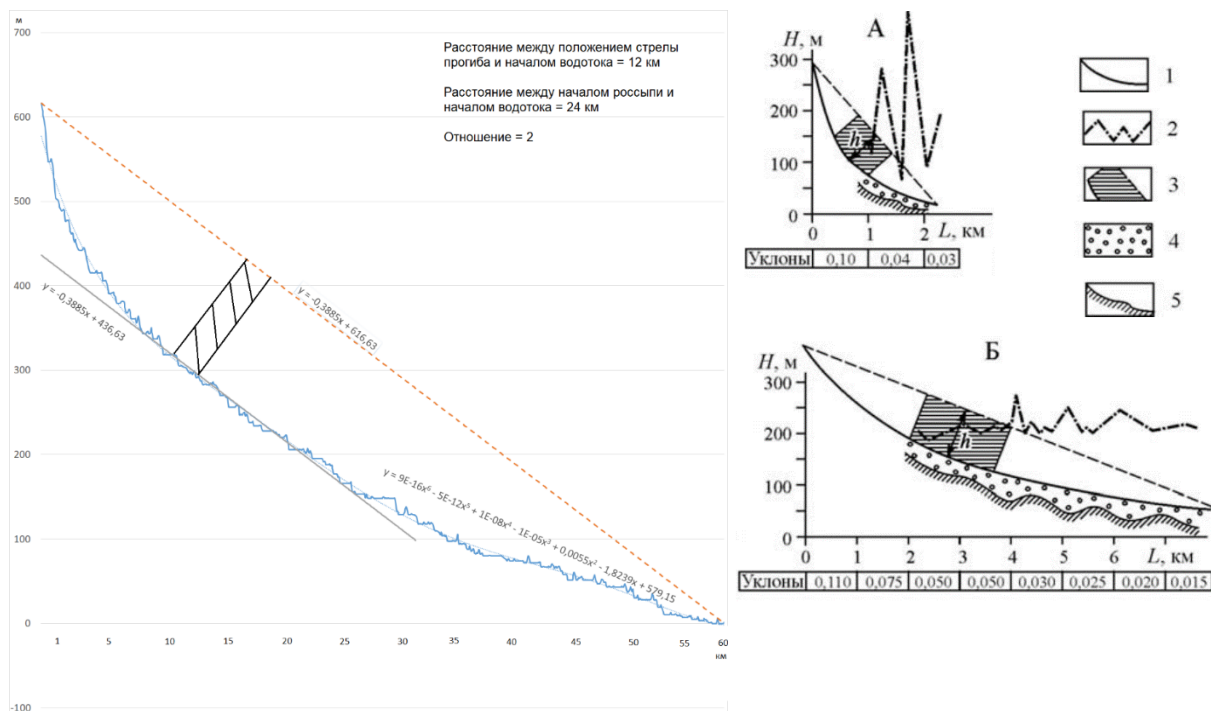 м
700
600
500
400
300
200
100
0
-100
Расстояние между положением стрелы
прогиба и началом водотока = 12 км
Расстояние между началом россыпи и
началом водотока = 24 км
Отношение = 2
y = -0,3885x + 436,63
y = -0,3885x + 616,63
y = 9E-16x⁶ - 5E-12x⁵ + 1E-08x⁴ - 1E-05x³ + 0,0055x² - 1,8239x + 579,15
1 5 10 15 20 25 30 35 40 45 50 55 60
км
А
H, м
300
200
100
0
h
0 1 2 L, км
Уклоны 0,10 0,04 0,03
1
2
3
4
5
Б
H, м
300
200
100
0
h
0 1 2 3 4 5 6 L, км
Уклоны 0,110 0,075 0,050 0,050 0,030 0,025 0,020 0,015